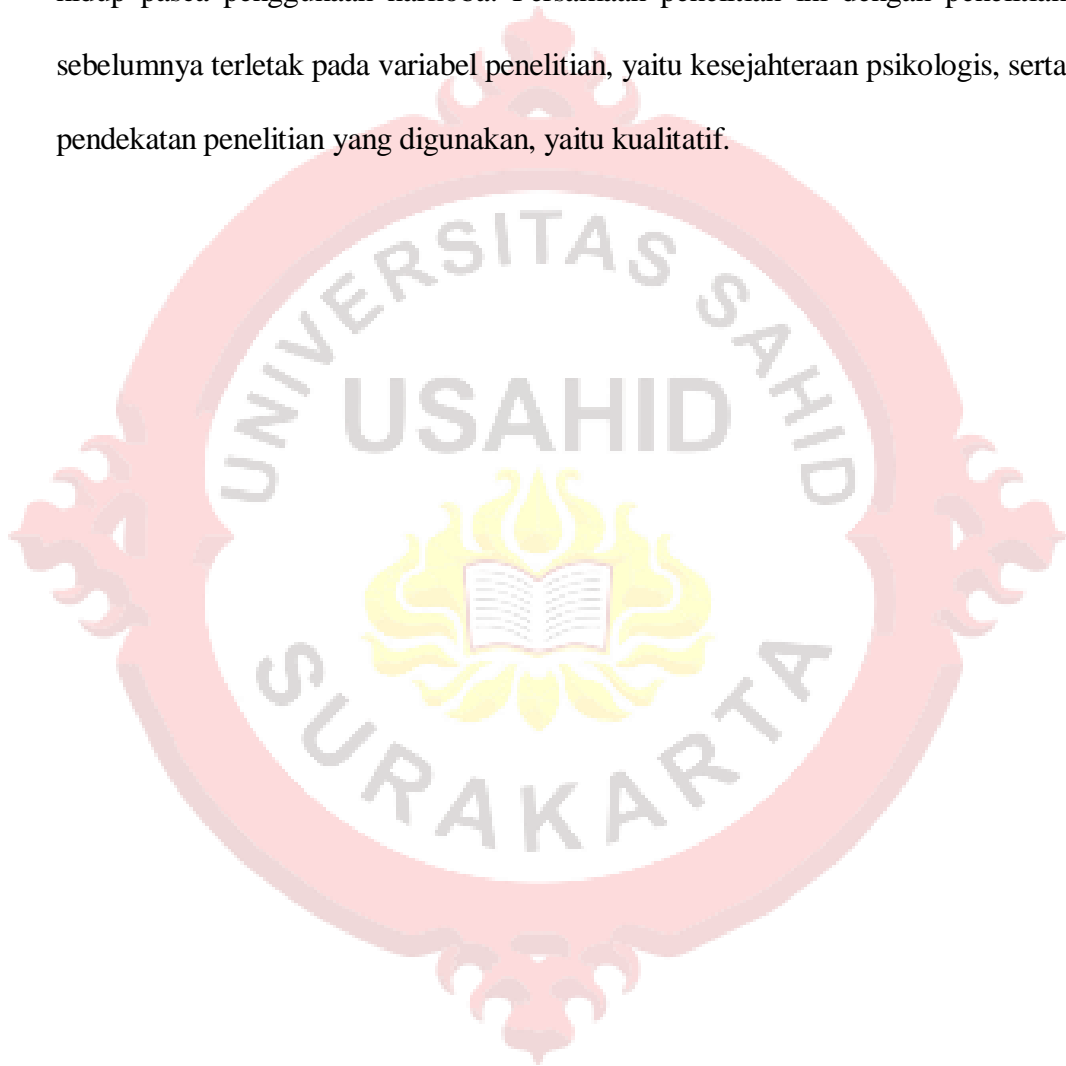 hidup pasca penggunaan narkoba. Persamaan penelitian ini dengan penelitian
sebelumnya terletak pada variabel penelitian, yaitu kesejahteraan psikologis, serta
pendekatan penelitian yang digunakan, yaitu kualitatif.
UNIVERSITAS SAHID
USAHID
SURAKARTA